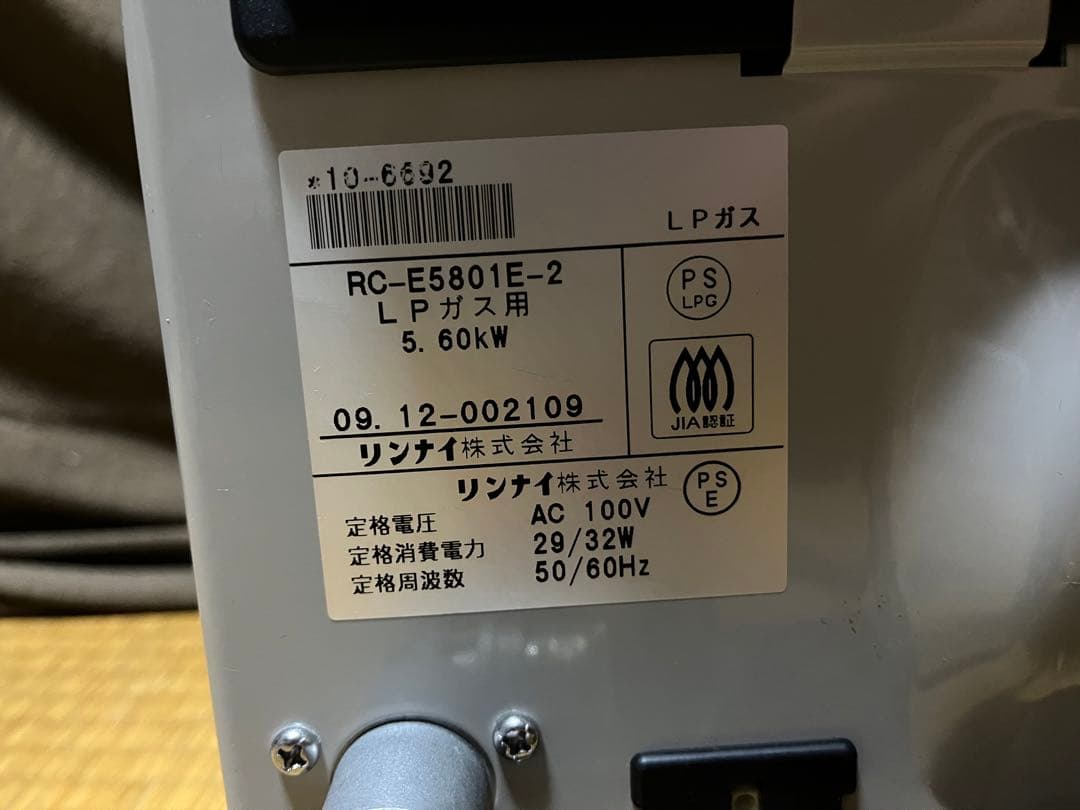 *10-6692
LPガス
RC-E5801E-2
LPガス用
5.60kW
PS
LPG
JIA認証
09.12-002109
リンナイ株式会社
リンナイ株式会社
PS
E
定格電圧 AC 100V
定格消費電力 29/32W
定格周波数 50/60Hz